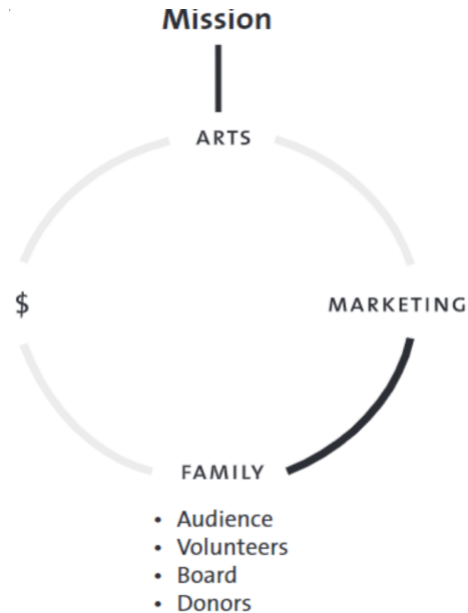 Mission
ARTS
$
MARKETING
FAMILY
• Audience
• Volunteers
• Board
• Donors